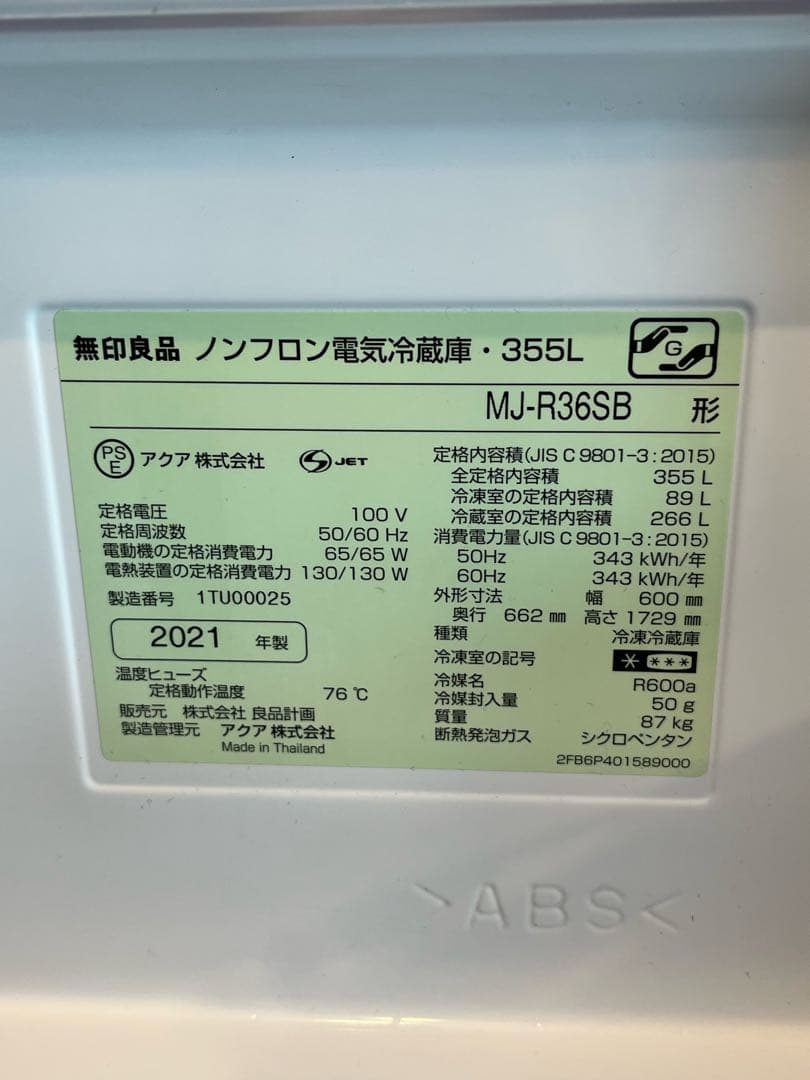 無印良品 ノンフロン電気冷蔵庫・355L
G
MJ-R36SB 形
PS
E
アクア 株式会社
S JET
定格電圧 100 V
定格周波数 50/60 Hz
電動機の定格消費電力 65/65 W
電熱装置の定格消費電力 130/130 W
製造番号 1TU00025
2021 年製
温度ヒューズ
定格動作温度 76 ℃
販売元 株式会社 良品計画
製造管理元 アクア 株式会社
Made in Thailand
定格内容積(JIS C 9801-3:2015)
全定格内容積 355 L
冷凍室の定格内容積 89 L
冷蔵室の定格内容積 266 L
消費電力量(JIS C 9801-3:2015)
50Hz 343 kWh/年
60Hz 343 kWh/年
外形寸法 幅 600 ㎜
奥行 662 ㎜ 高さ 1729 ㎜
種類 冷凍冷蔵庫
冷凍室の記号 * ***
冷媒名 R600a
冷媒封入量 50 g
質量 87 kg
断熱発泡ガス シクロペンタン
2FB6P401589000
>ABS<